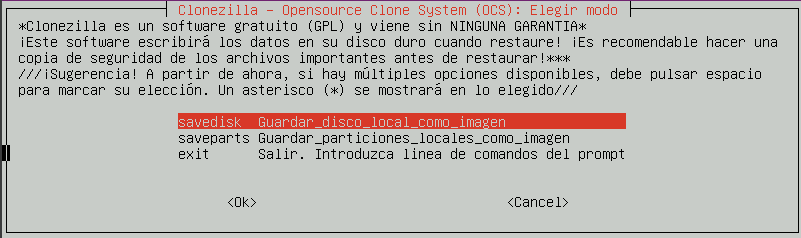 Clonezilla - Opensource Clone System (OCS): Elegir modo
*Clonezilla es un software gratuito (GPL) y viene sin NINGUNA GARANTIA*
¡Este software escribirá los datos en su disco duro cuando restaure! ¡Es recomendable hacer una
copia de seguridad de los archivos importantes antes de restaurar!***
///¡Sugerencia! A partir de ahora, si hay múltiples opciones disponibles, debe pulsar espacio
para marcar su elección. Un asterisco (*) se mostrará en lo elegido///
savedisk Guardar_disco_local_como_imagen
saveparts Guardar_particiones_locales_como_imagen
exit Salir. Introduzca linea de comandos del prompt
<Ok> <Cancel>